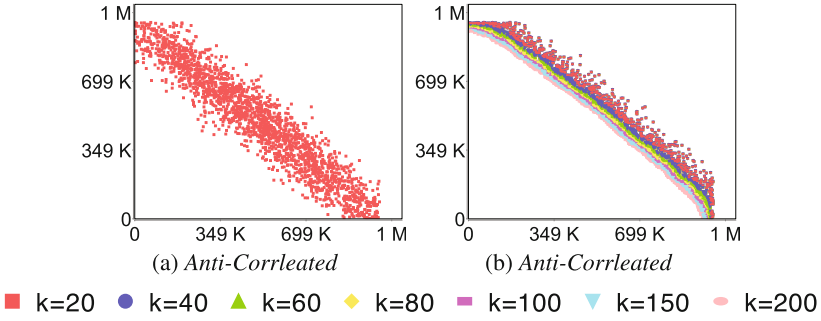 1 M 1 M
699 K 699 K
349 K 349 K
0 0
0 349 K 699 K 1 M 0 349 K 699 K 1 M
(a) Anti-Corrleated (b) Anti-Corrleated
k=20 k=40 k=60 k=80 k=100 k=150 k=200